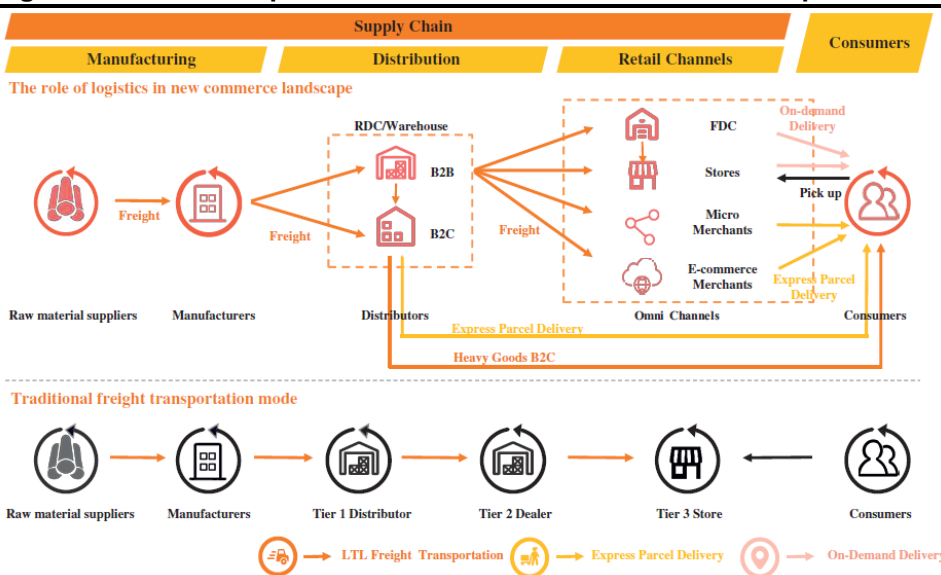 Supply Chain
Consumers
Manufacturing
Distribution
Retail Channels
The role of logistics in new commerce landscape
RDC/Warehouse
B2B
B2C
FDC
Stores
Micro
Merchants
E-commerce
Merchants
On-demand
Delivery
Pick up
Express Parcel
Delivery
Freight
Freight
Freight
Raw material suppliers
Manufacturers
Distributors
Omni Channels
Consumers
Express Parcel Delivery
Heavy Goods B2C
Traditional freight transportation mode
Raw material suppliers
Manufacturers
Tier 1 Distributor
Tier 2 Dealer
Tier 3 Store
Consumers
LTL Freight Transportation
Express Parcel Delivery
On-Demand Delivery